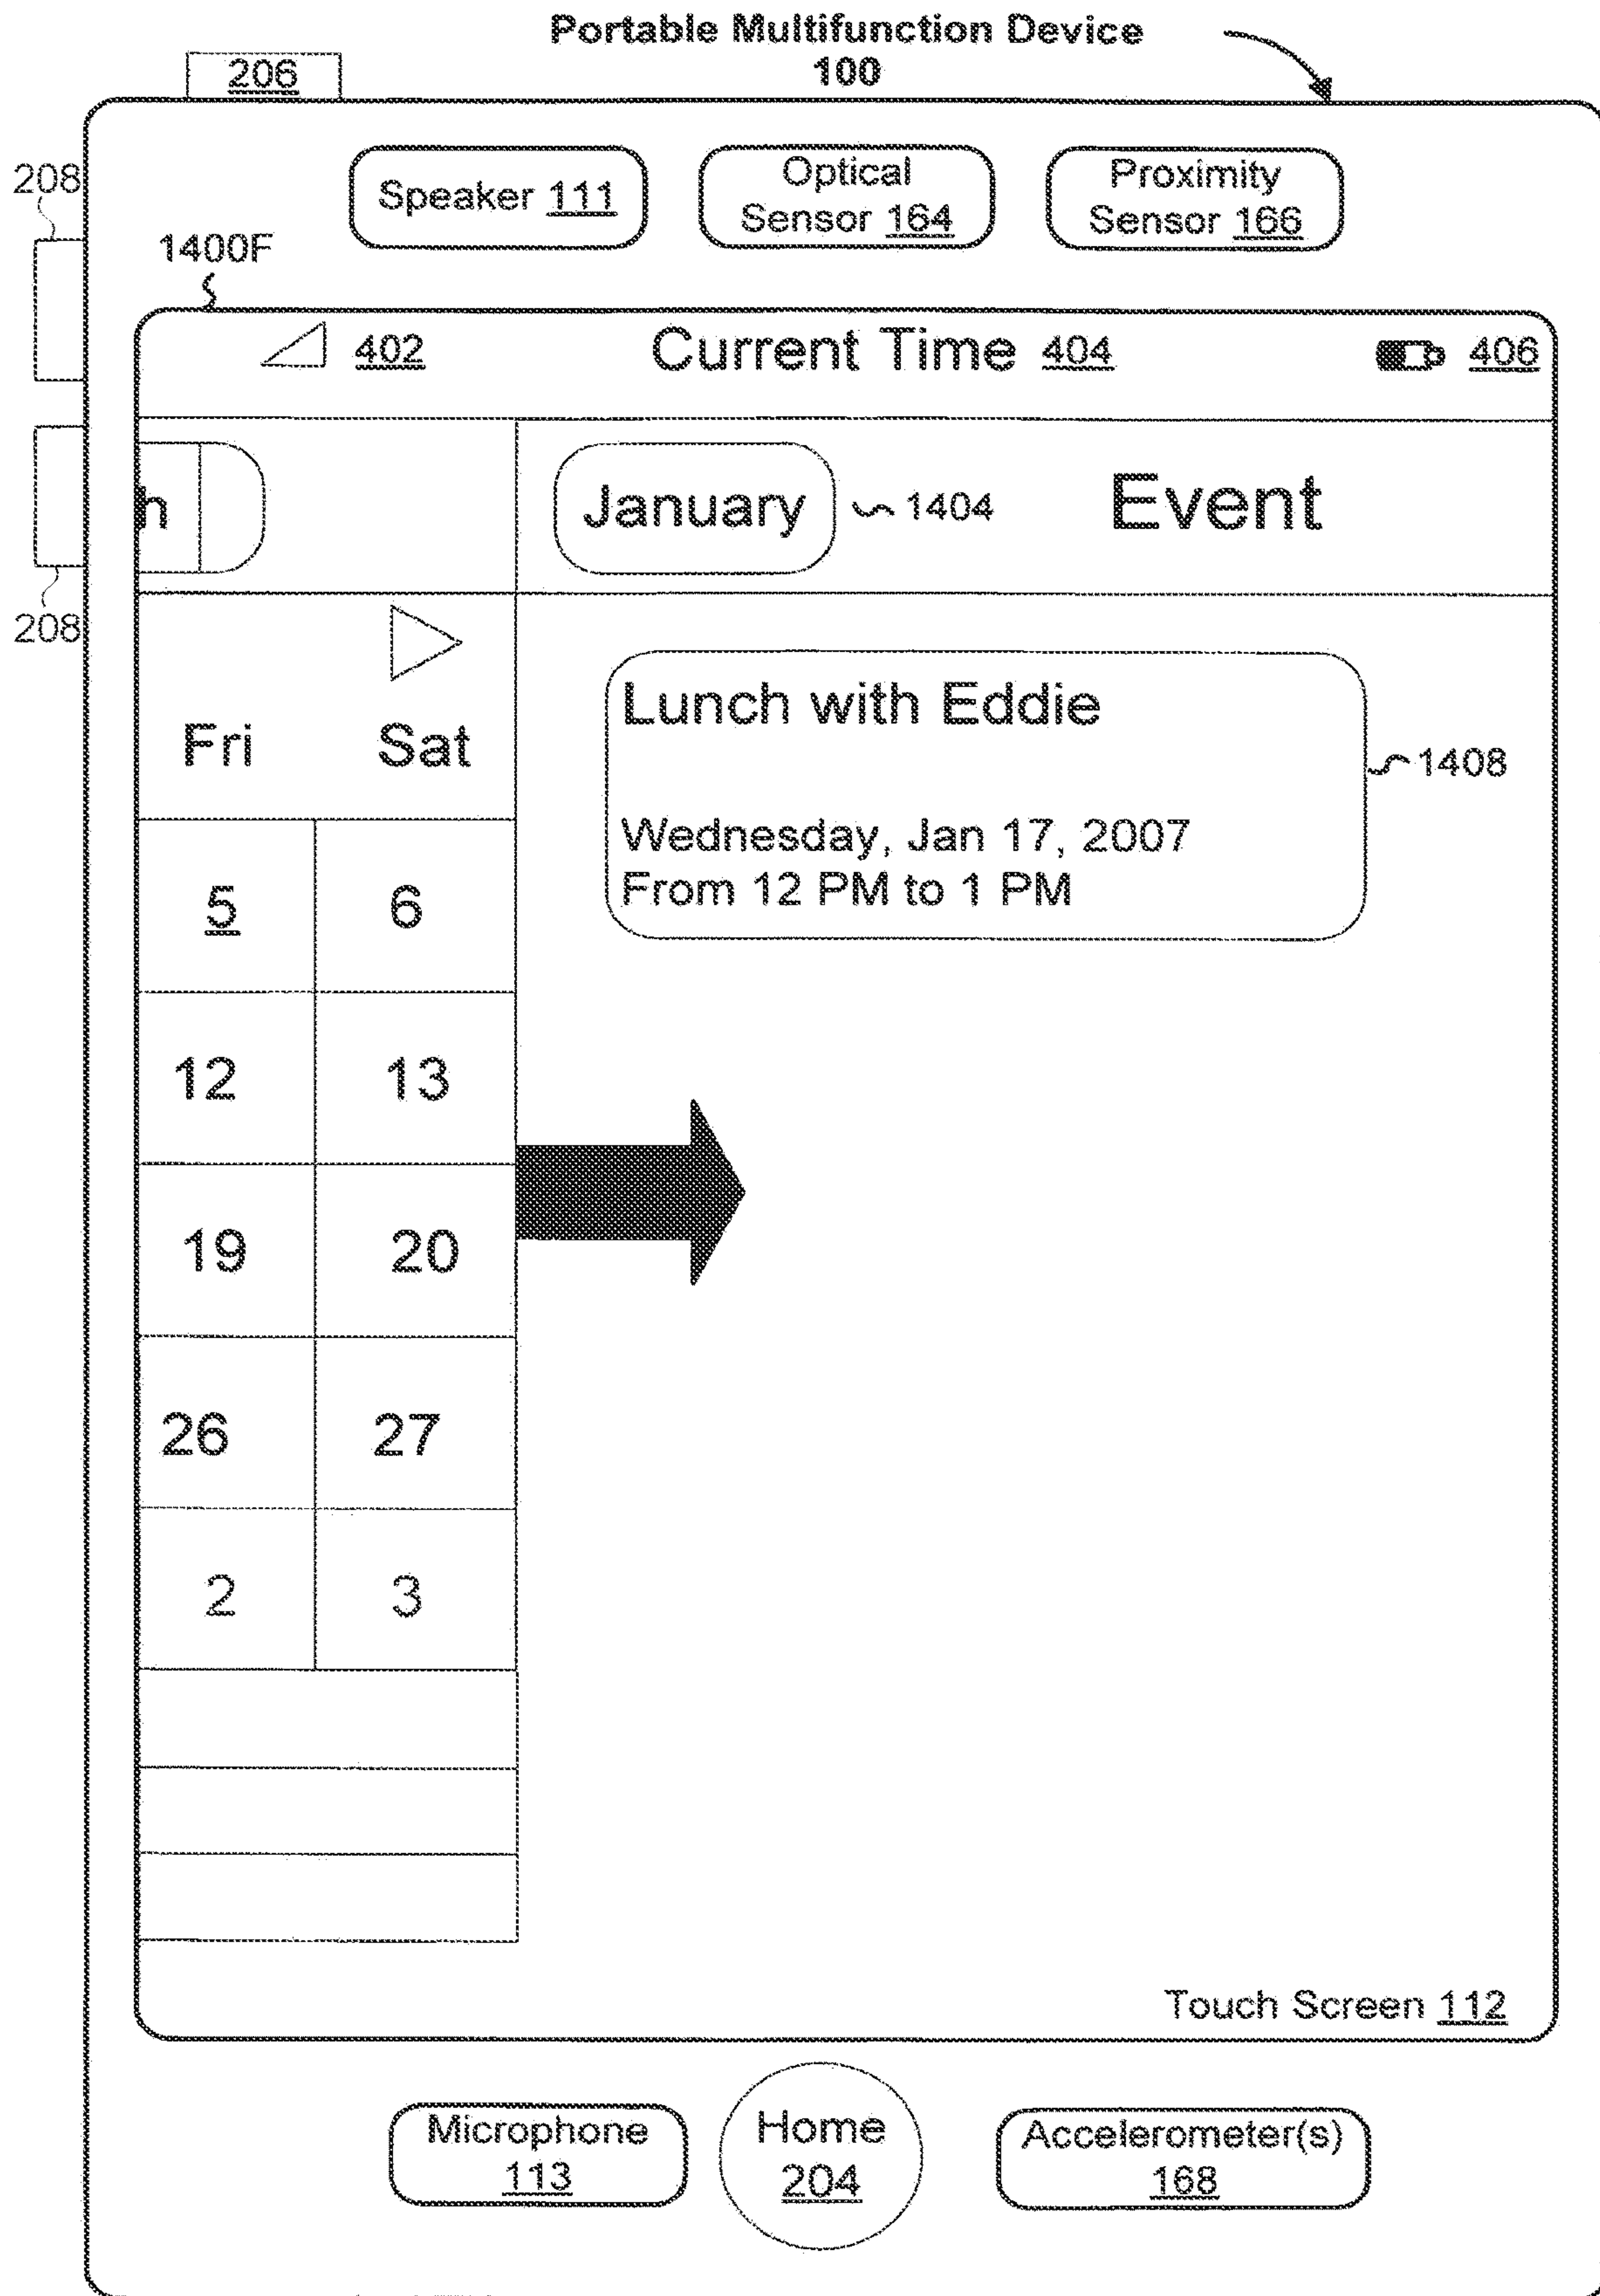 Portable Multifunction Device
100
206
208
Speaker 111
Optical
Sensor 164
Proximity
Sensor 166
1400F
402
Current Time 404
406
h
January
1404
Event
208
Fri
Sat
Lunch with Eddie
1408
Wednesday, Jan 17, 2007
From 12 PM to 1 PM
5
6
12
13
19
20
26
27
2
3
Touch Screen 112
Microphone
113
Home
204
Accelerometer(s)
168